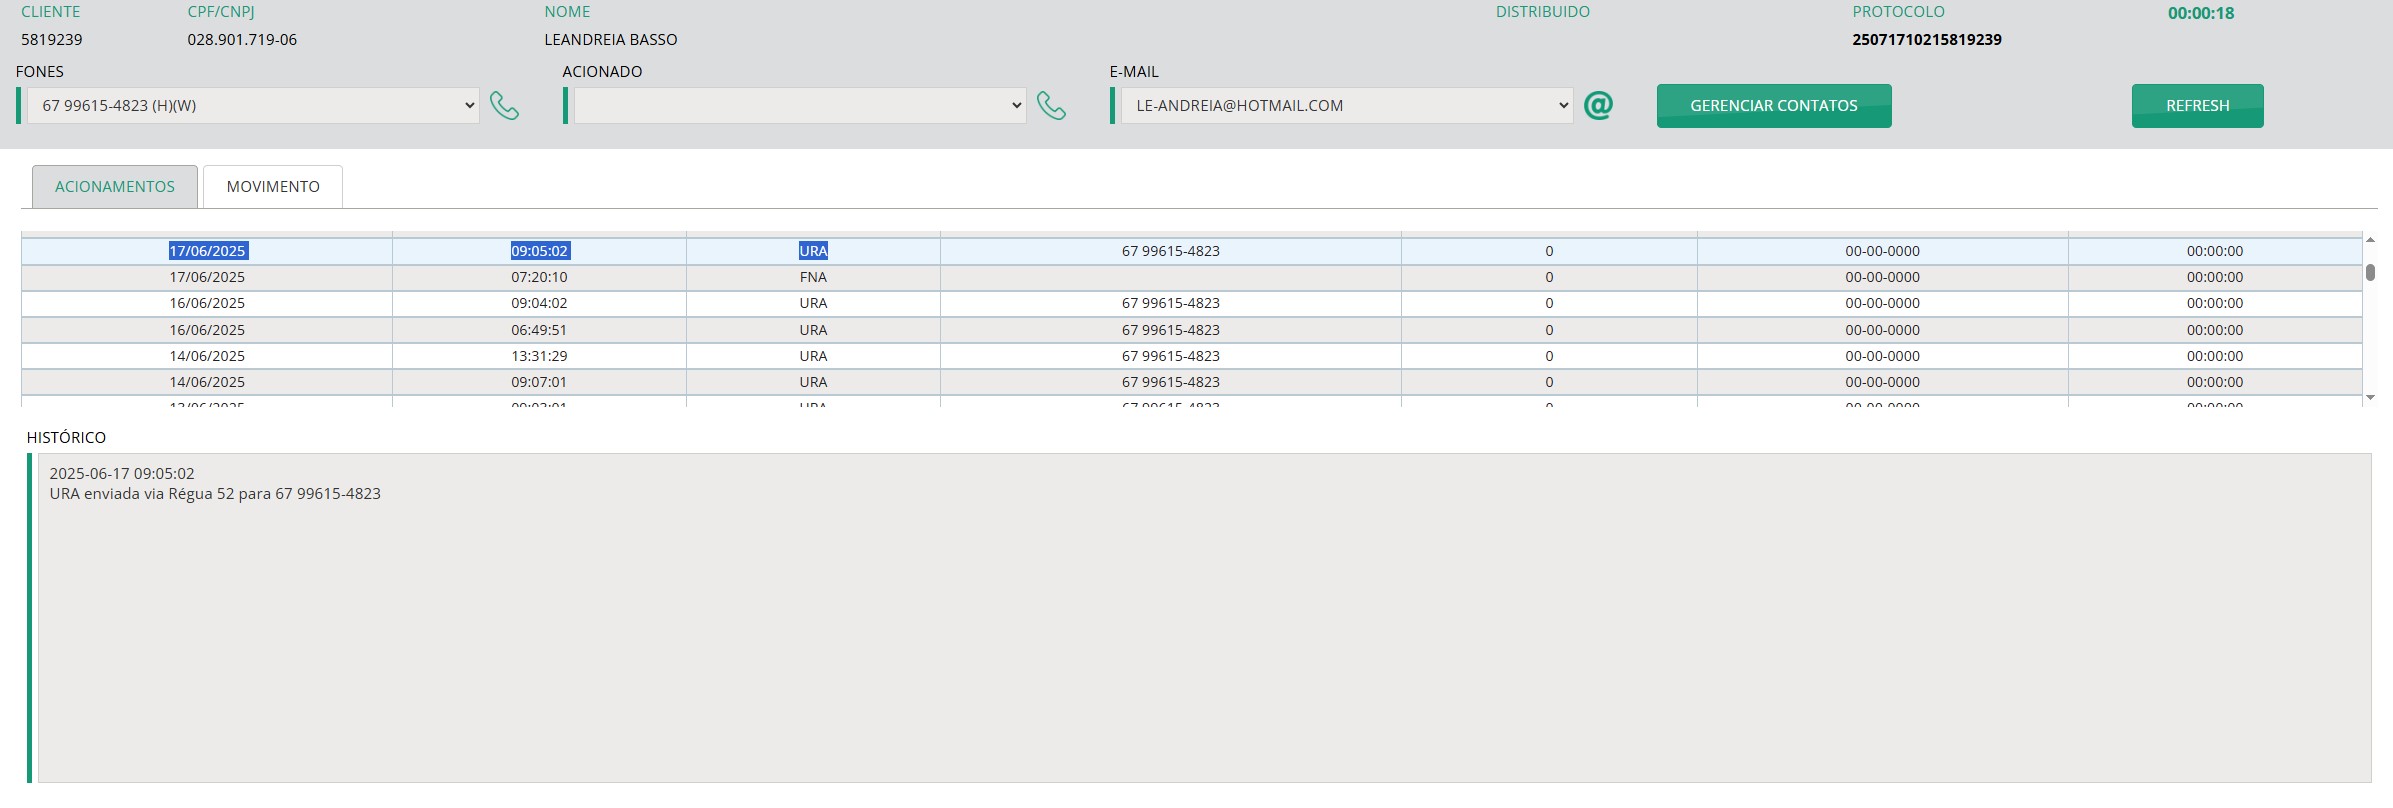 CLIENTE CPF/CNPJ NOME DISTRIBUIDO PROTOCOLO 00:00:18
5819239 028.901.719-06 LEANDREIA BASSO 25071710215819239
FONES ACIONADO E-MAIL
67 99615-4823 (H)(W) LE-ANDREIA@HOTMAIL.COM @ GERENCIAR CONTATOS REFRESH
ACIONAMENTOS MOVIMENTO
17/06/2025 09:05:02 URA 67 99615-4823 0 00-00-0000 00:00:00
17/06/2025 07:20:10 FNA 0 00-00-0000 00:00:00
16/06/2025 09:04:02 URA 67 99615-4823 0 00-00-0000 00:00:00
16/06/2025 06:49:51 URA 67 99615-4823 0 00-00-0000 00:00:00
14/06/2025 13:31:29 URA 67 99615-4823 0 00-00-0000 00:00:00
14/06/2025 09:07:01 URA 67 99615-4823 0 00-00-0000 00:00:00
HISTÓRICO
2025-06-17 09:05:02
URA enviada via Régua 52 para 67 99615-4823